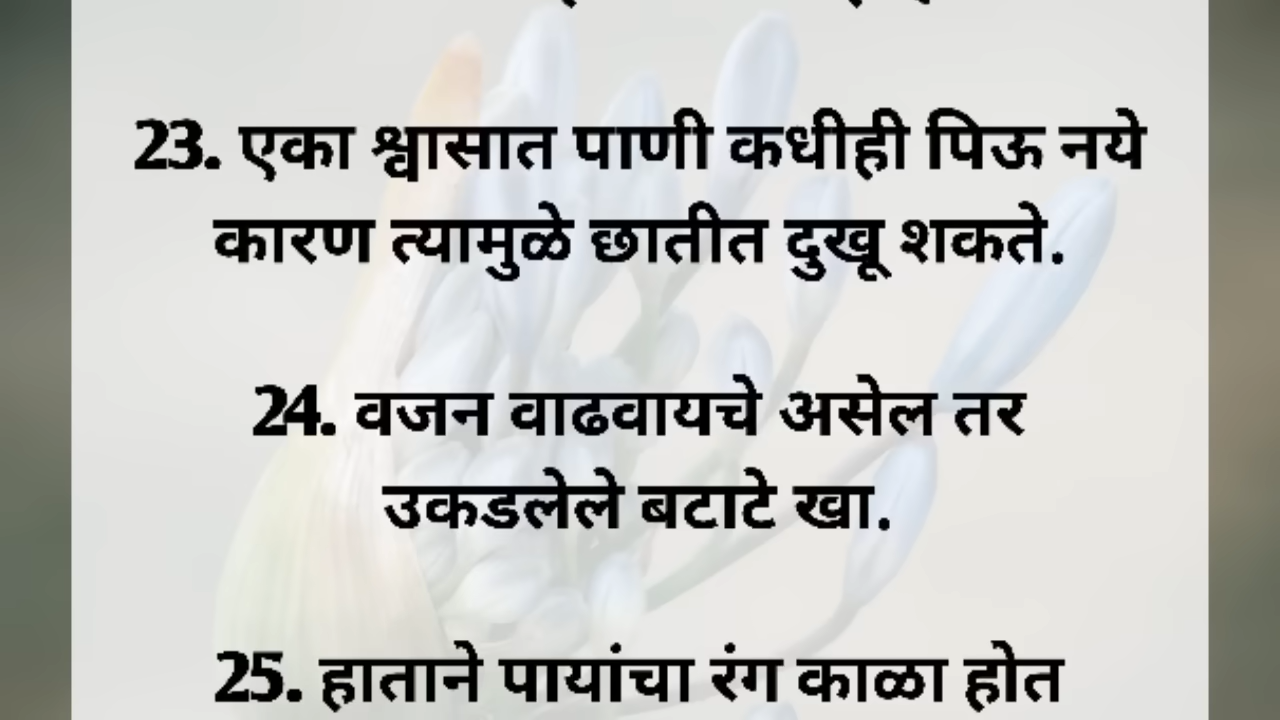 23. एका श्वासात पाणी कधीही पिऊ नये
कारण त्यामुळे छातीत दुखू शकते.
24. वजन वाढवायचे असेल तर
उकडलेले बटाटे खा.
25. हाताने पायांचा रंग काळा होत